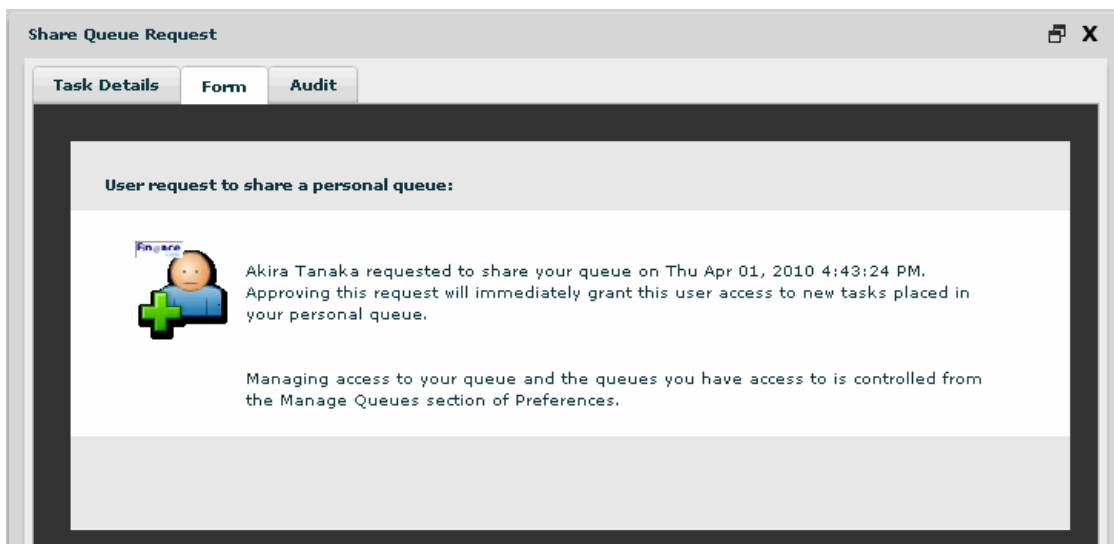 Share Queue Request
X
Task Details
Form
Audit
User request to share a personal queue:
Akira Tanaka requested to share your queue on Thu Apr 01, 2010 4:43:24 PM.
Approving this request will immediately grant this user access to new tasks placed in
your personal queue.
Managing access to your queue and the queues you have access to is controlled from
the Manage Queues section of Preferences.